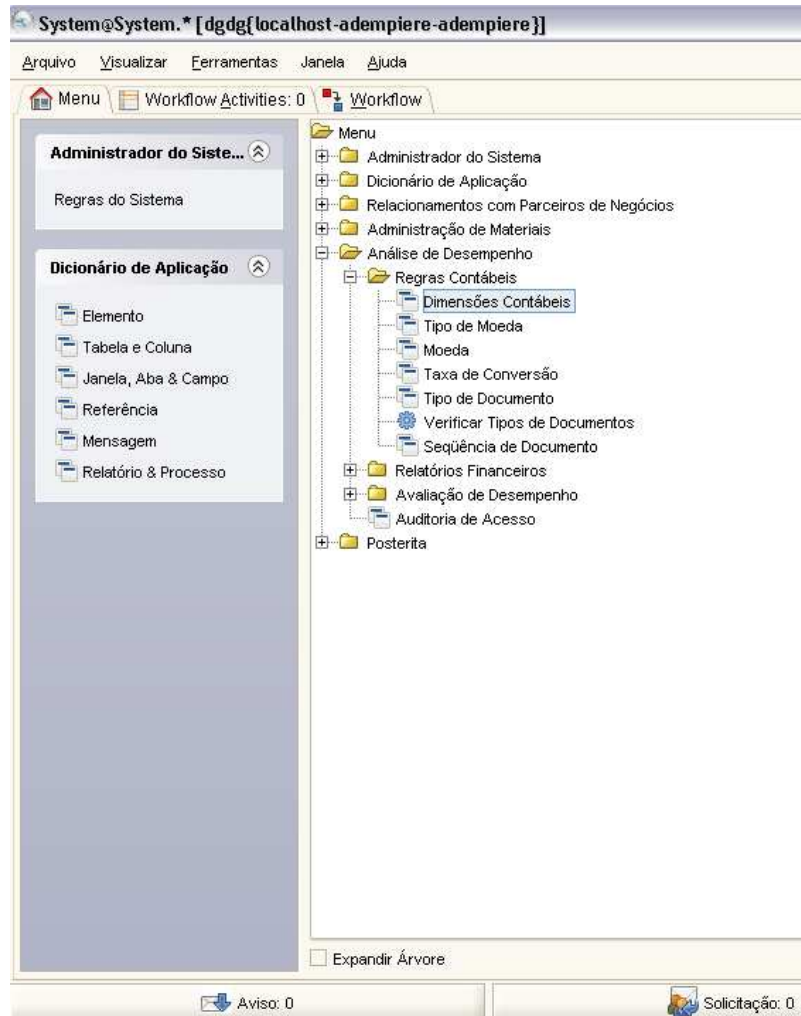 System@System.* [dgdg{localhost-adempiere-adempiere}]
Arquivo Visualizar Ferramentas Janela Ajuda
Menu Workflow Activities: 0 Workflow
Administrador do Siste...
Regras do Sistema
Dicionário de Aplicação
Elemento
Tabela e Coluna
Janela, Aba & Campo
Referência
Mensagem
Relatório & Processo
Menu
Administrador do Sistema
Dicionário de Aplicação
Relacionamentos com Parceiros de Negócios
Administração de Materiais
Análise de Desempenho
Regras Contábeis
Dimensões Contábeis
Tipo de Moeda
Moeda
Taxa de Conversão
Tipo de Documento
Verificar Tipos de Documentos
Seqüência de Documento
Relatórios Financeiros
Avaliação de Desempenho
Auditoria de Acesso
Posterita
Expandir Árvore
Aviso: 0
Solicitação: 0